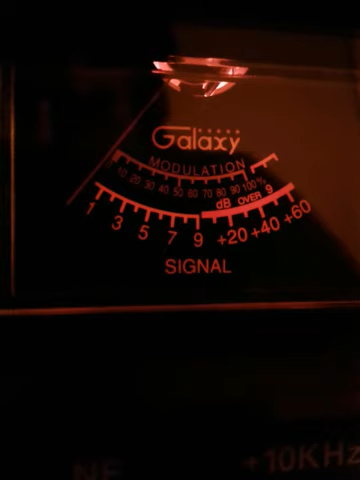 Galaxy
MODULATION
10 20 30 40 50 60 70 80 90 100%
dB OVER 9
1 3 5 7 9 +20 +40 +60
SIGNAL
+10KHz